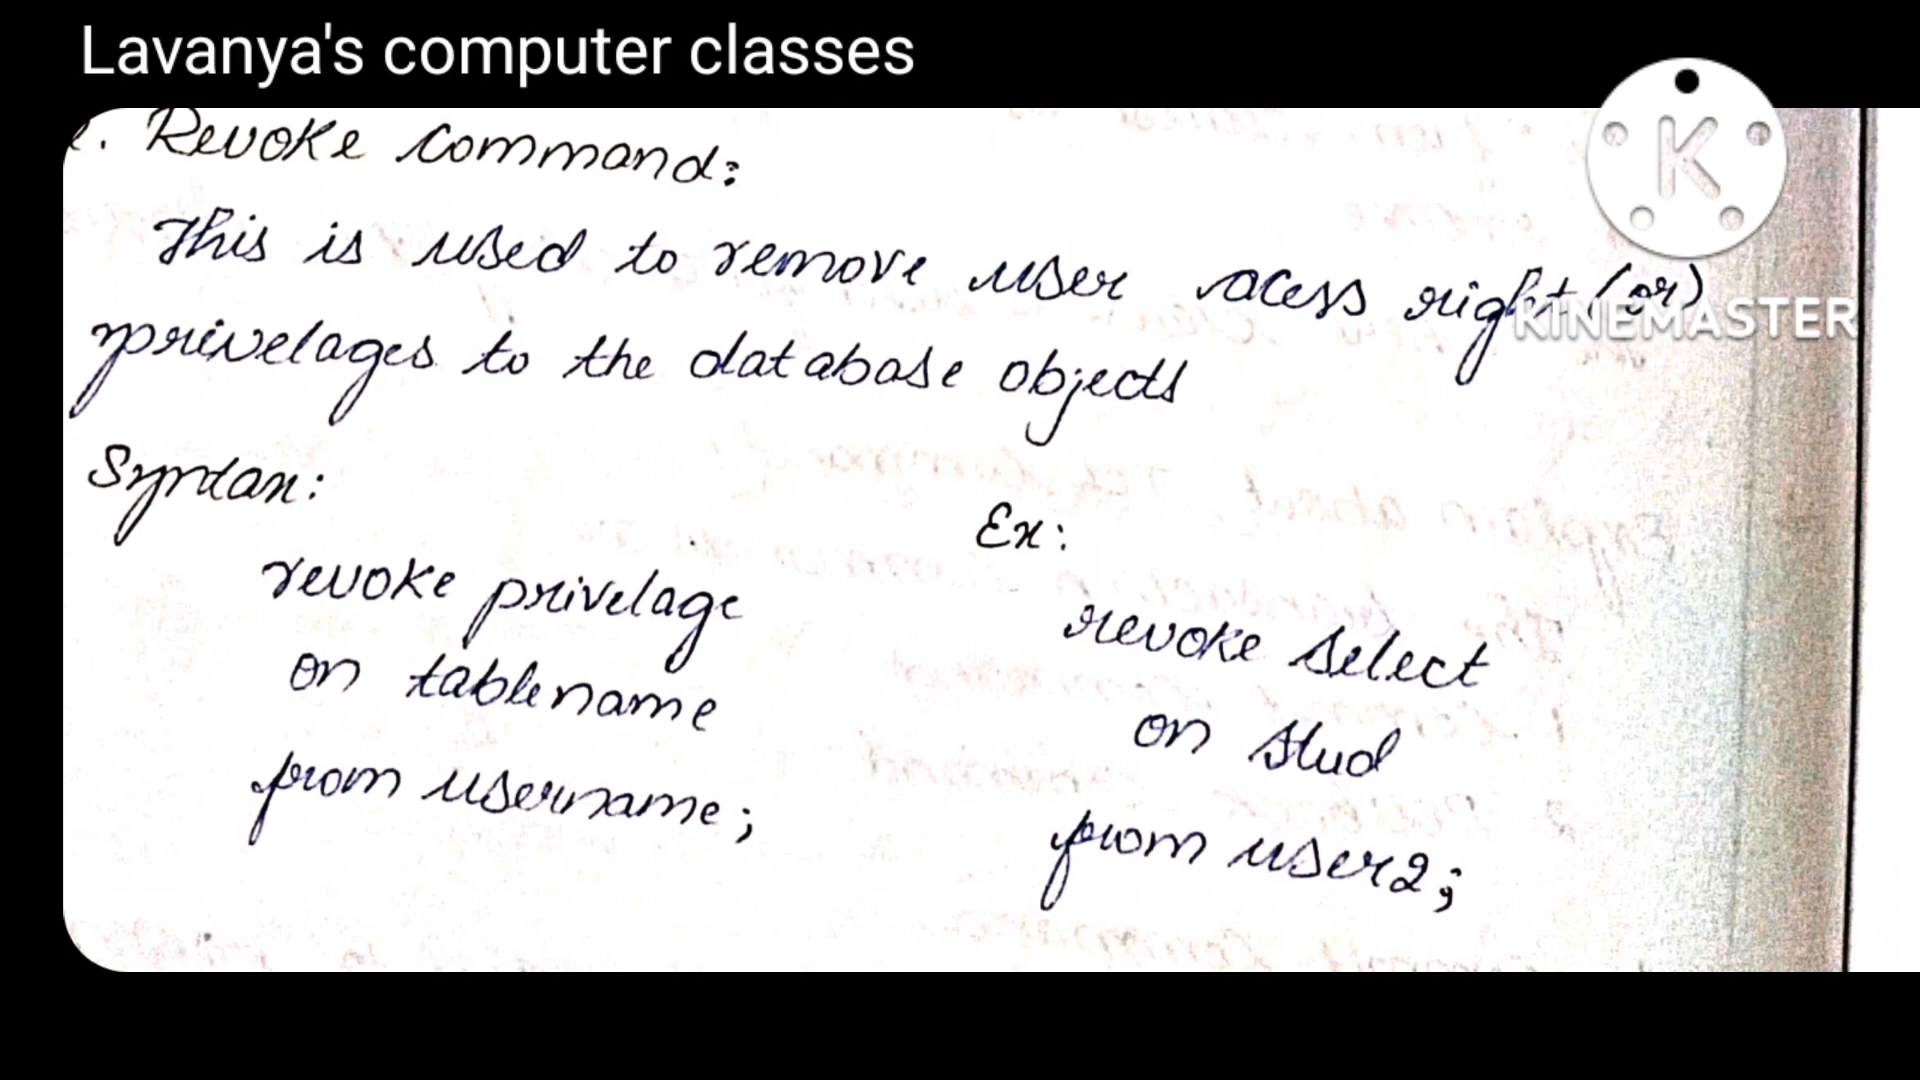 Lavanya's computer classes
Revoke command:
This is used to remove user acess right (or)
KINEMASTER
privelages to the database objects
Syntax:
Ex:
revoke privelage
on tablename
from username;
revoke select
on stud
from user2;